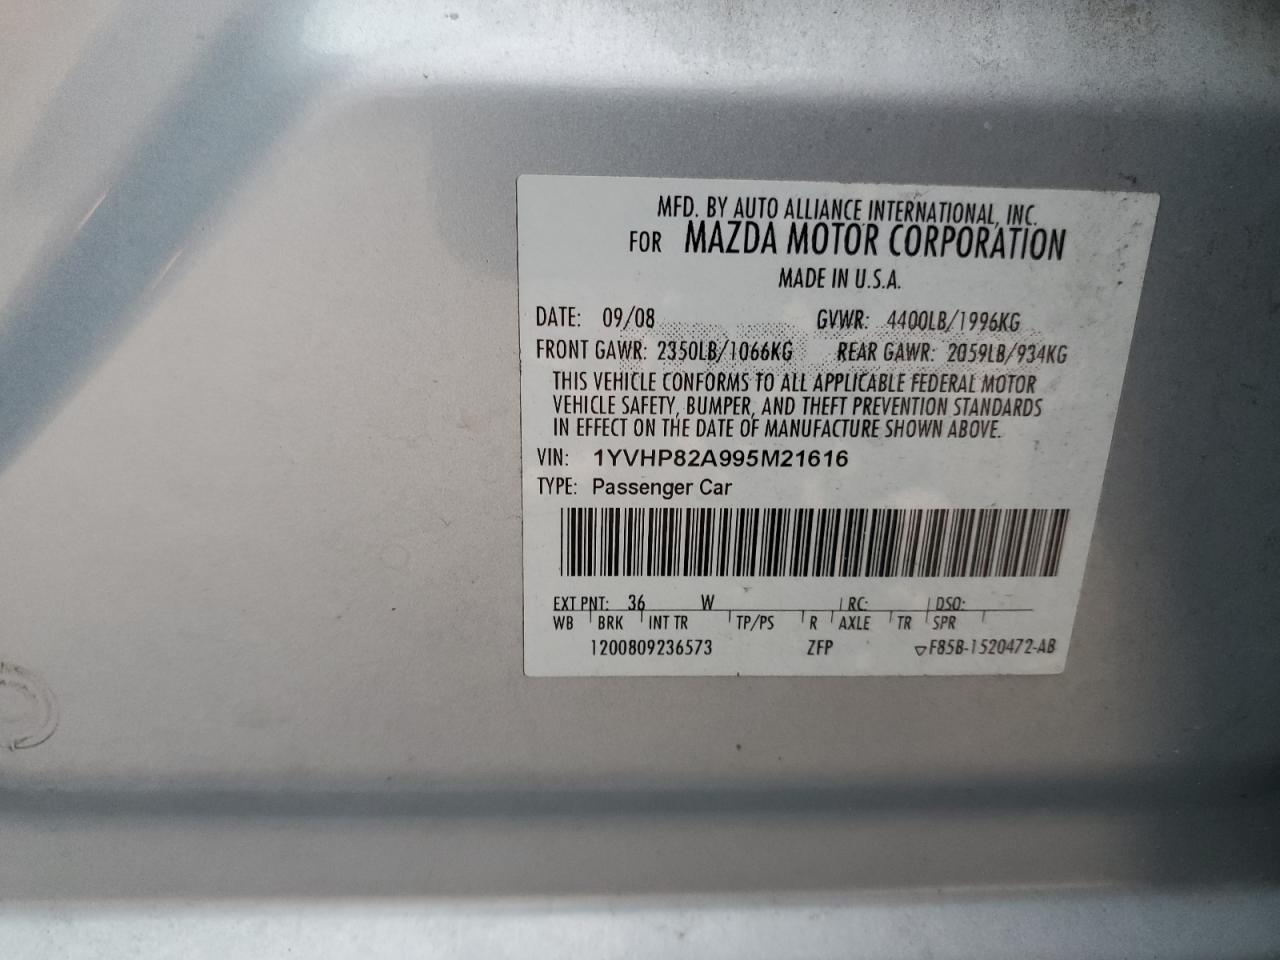 MFD. BY AUTO ALLIANCE INTERNATIONAL, INC.
FOR MAZDA MOTOR CORPORATION
MADE IN U.S.A.
DATE: 09/08 GVWR: 4400LB/1996KG
FRONT GAWR: 2350LB/1066KG REAR GAWR: 2059LB/934KG
THIS VEHICLE CONFORMS TO ALL APPLICABLE FEDERAL MOTOR
VEHICLE SAFETY, BUMPER, AND THEFT PREVENTION STANDARDS
IN EFFECT ON THE DATE OF MANUFACTURE SHOWN ABOVE.
VIN: 1YVHP82A995M21616
TYPE: Passenger Car
EXT PNT: 36 W RC: DSO:
WB BRK INT TR TP/PS R AXLE TR SPR
1200809236573 ZFP ▽F85B-1520472-AB